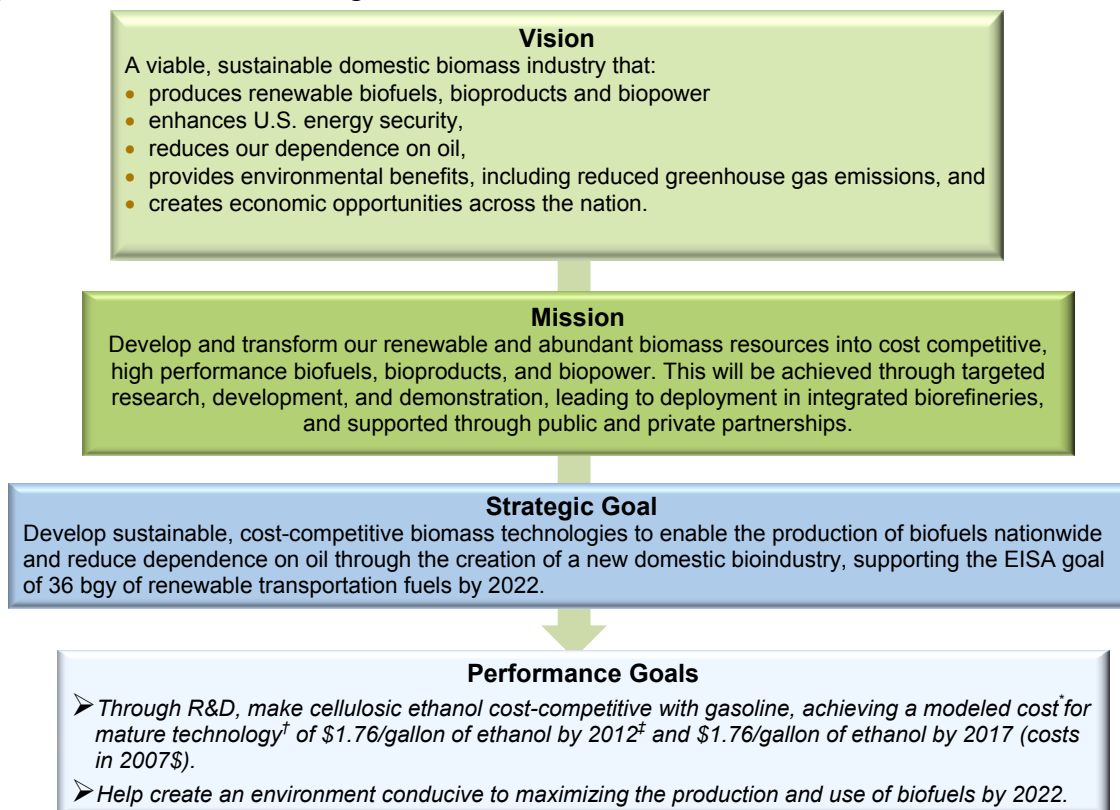 Vision
A viable, sustainable domestic biomass industry that:
• produces renewable biofuels, bioproducts and biopower
• enhances U.S. energy security,
• reduces our dependence on oil,
• provides environmental benefits, including reduced greenhouse gas emissions, and
• creates economic opportunities across the nation.
Mission
Develop and transform our renewable and abundant biomass resources into cost competitive,
high performance biofuels, bioproducts, and biopower. This will be achieved through targeted
research, development, and demonstration, leading to deployment in integrated biorefineries,
and supported through public and private partnerships.
Strategic Goal
Develop sustainable, cost-competitive biomass technologies to enable the production of biofuels nationwide
and reduce dependence on oil through the creation of a new domestic bioindustry, supporting the EISA goal
of 36 bgy of renewable transportation fuels by 2022.
Performance Goals
➢ Through R&D, make cellulosic ethanol cost-competitive with gasoline, achieving a modeled cost* for
mature technology† of $1.76/gallon of ethanol by 2012‡ and $1.76/gallon of ethanol by 2017 (costs
in 2007$).
➢ Help create an environment conducive to maximizing the production and use of biofuels by 2022.